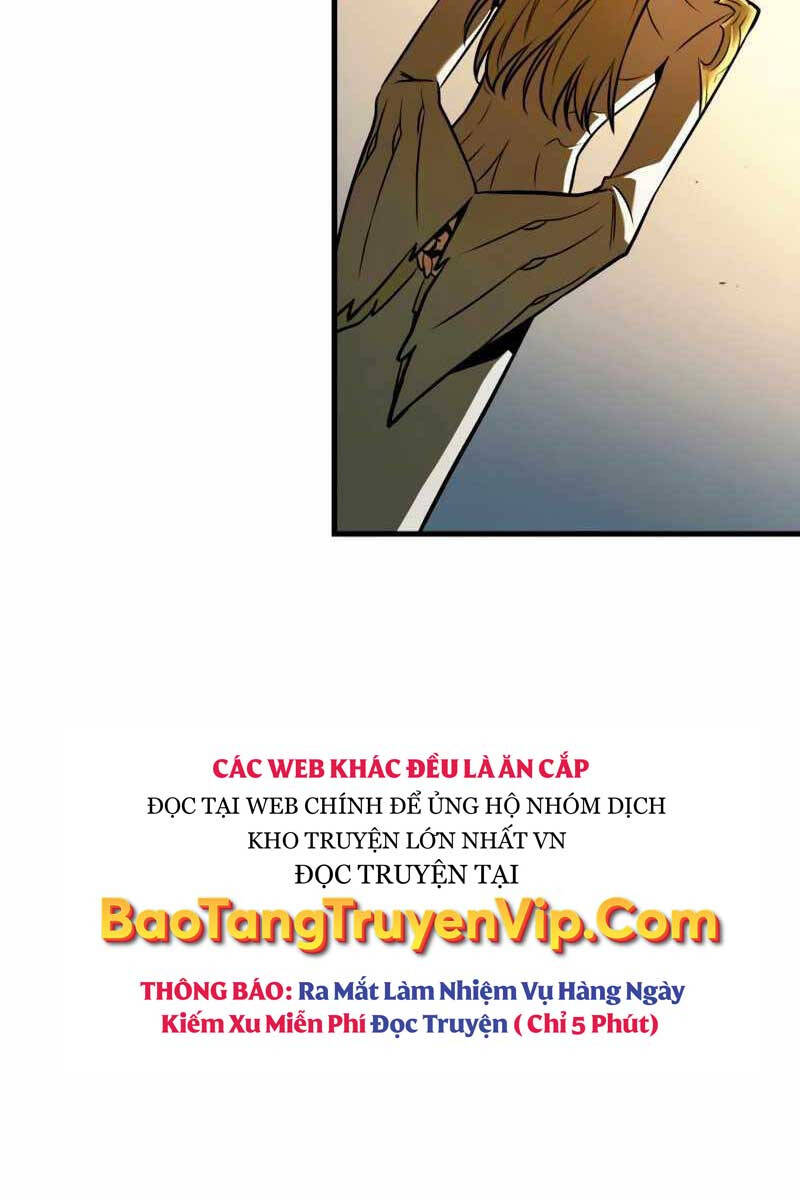 CÁC WEB KHÁC ĐỀU LÀ ĂN CẮP
ĐỌC TẠI WEB CHÍNH ĐỂ ỦNG HỘ NHÓM DỊCH
KHO TRUYỆN LỚN NHẤT VN
ĐỌC TRUYỆN TẠI
BaoTangTruyenVip.Com
THÔNG BÁO: Ra Mắt Làm Nhiệm Vụ Hàng Ngày
Kiếm Xu Miễn Phí Đọc Truyện ( Chỉ 5 Phút)